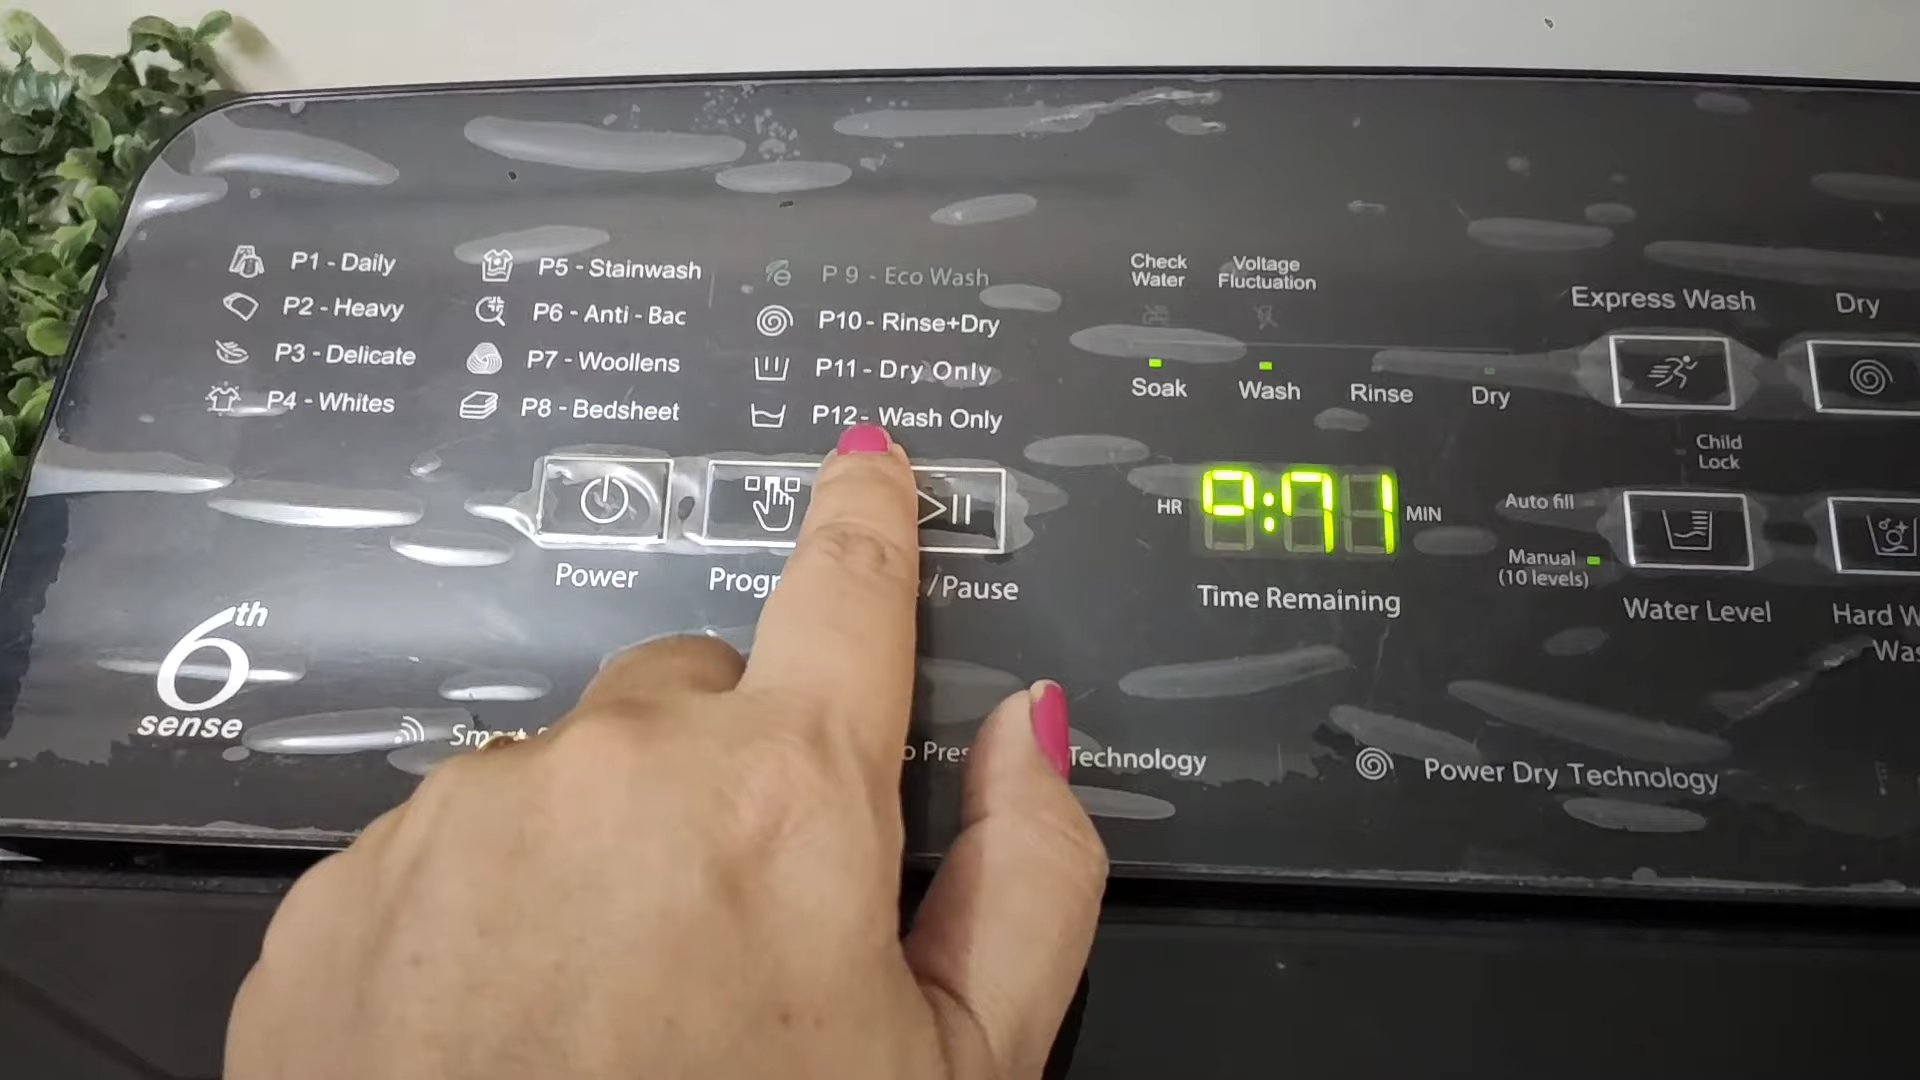 P1 - Daily
P2 - Heavy
P3 - Delicate
P4 - Whites
P5 - Stainwash
P6 - Anti - Bac
P7 - Woollens
P8 - Bedsheet
P 9 - Eco Wash
P10 - Rinse+Dry
P11 - Dry Only
P12 - Wash Only
Check
Water
Voltage
Fluctuation
Soak
Wash
Rinse
Dry
Express Wash
Dry
Child
Lock
HR
MIN
Time Remaining
Auto fill
Manual
(10 levels)
Water Level
Hard
Power
/Pause
6th
sense
Technology
Power Dry Technology